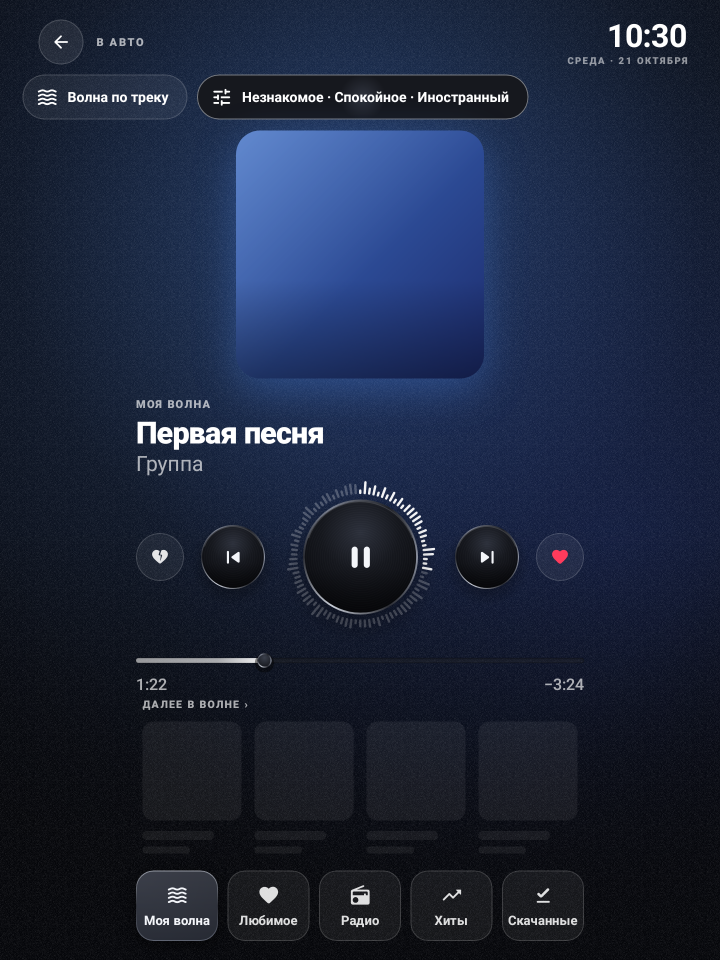 В АВТО
10:30
СРЕДА · 21 ОКТЯБРЯ
Волна по треку
Незнакомое · Спокойное · Иностранный
МОЯ ВОЛНА
Первая песня
Группа
1:22
−3:24
ДАЛЕЕ В ВОЛНЕ ›
Моя волна
Любимое
Радио
Хиты
Скачанные